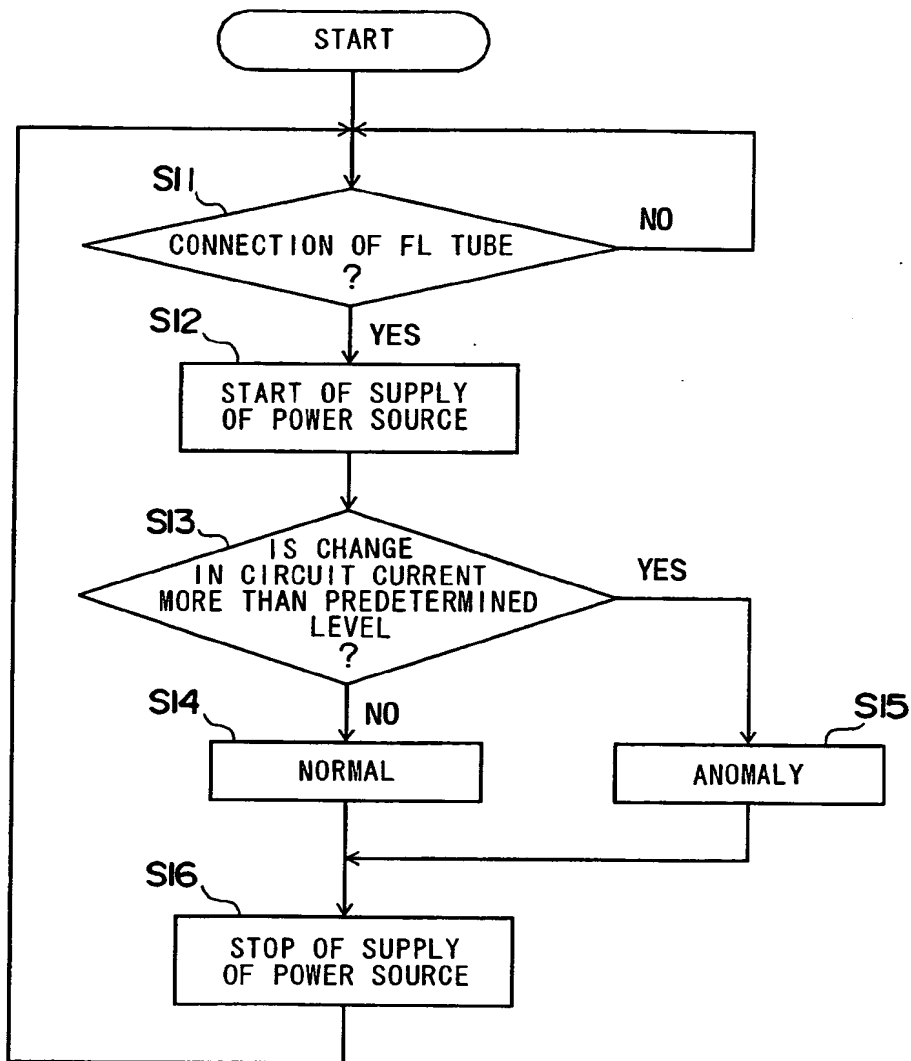 START
S11
CONNECTION OF FL TUBE
?
NO
S12
YES
START OF SUPPLY
OF POWER SOURCE
S13
IS CHANGE
IN CIRCUIT CURRENT
MORE THAN PREDETERMINED
LEVEL
?
YES
S14
NO
S15
NORMAL
ANOMALY
S16
STOP OF SUPPLY
OF POWER SOURCE